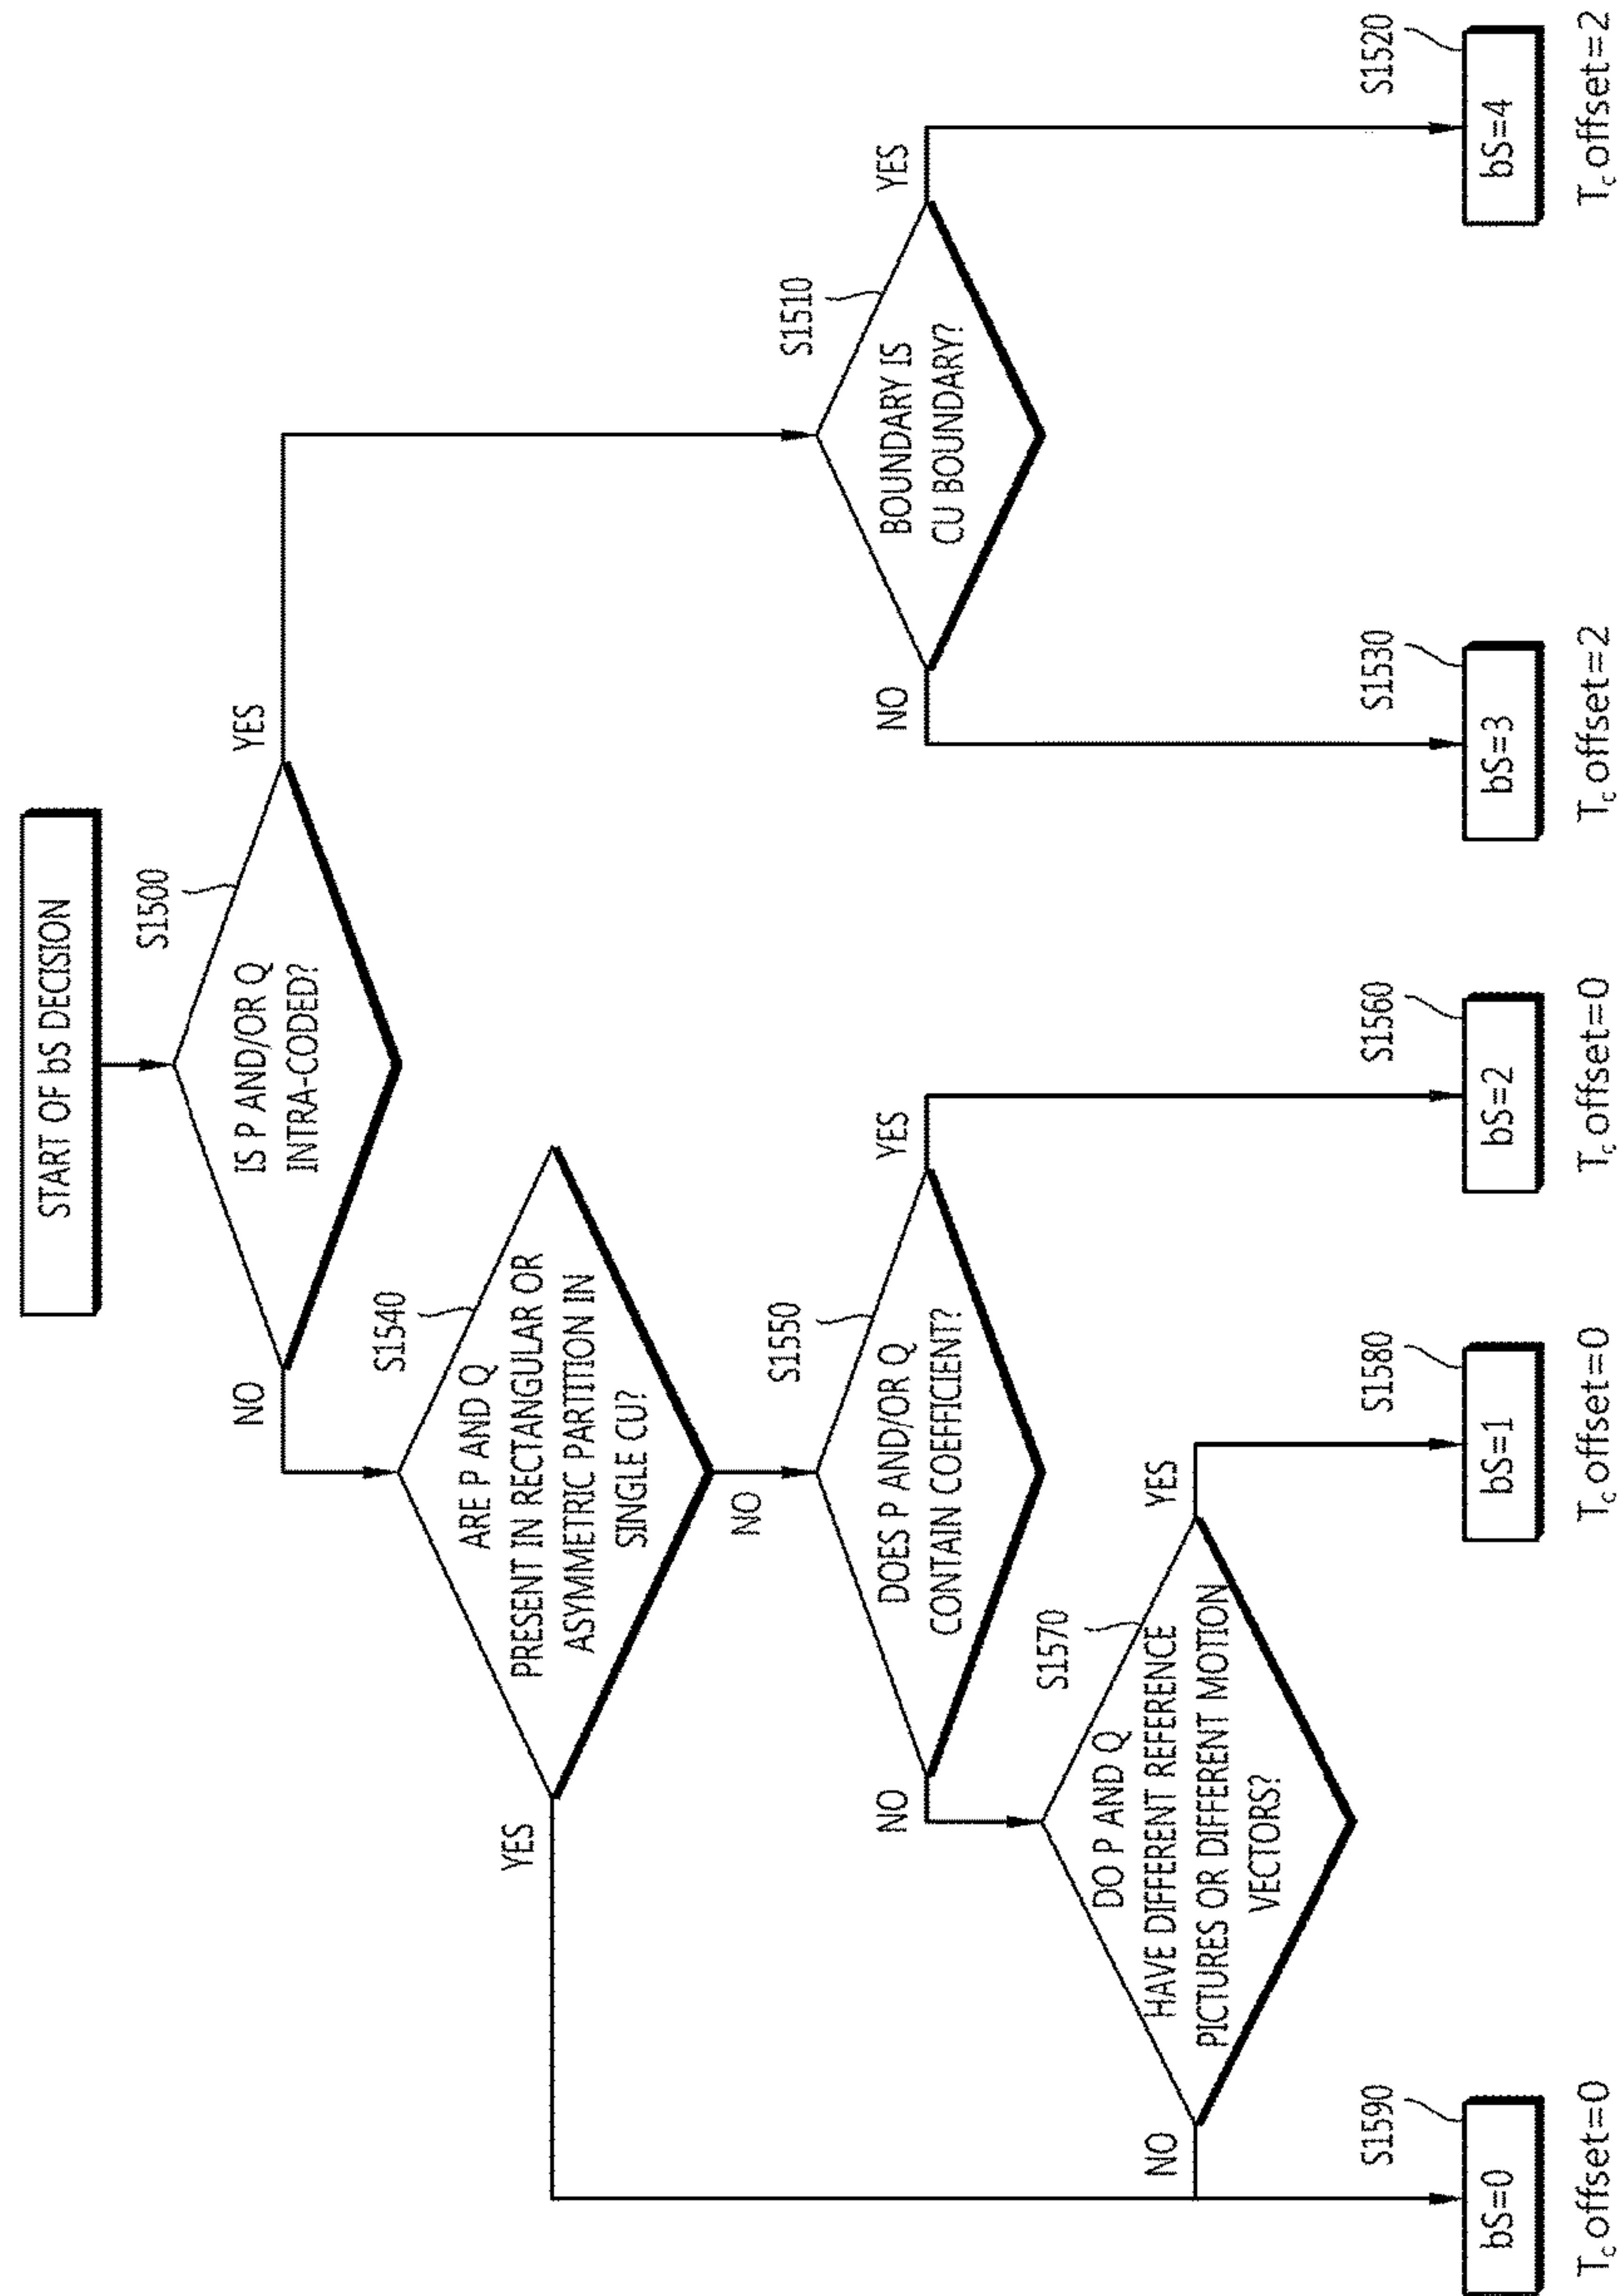 START OF bS DECISION
S1500
IS P AND/OR Q
INTRA-CODED?
NO
YES
S1540
ARE P AND Q
PRESENT IN RECTANGULAR OR
ASYMMETRIC PARTITION IN
SINGLE CU?
YES
NO
S1510
BOUNDARY IS
CU BOUNDARY?
NO
YES
S1550
DOES P AND/OR Q
CONTAIN COEFFICIENT?
NO
YES
S1570
DO P AND Q
HAVE DIFFERENT REFERENCE
PICTURES OR DIFFERENT MOTION
VECTORS?
NO
YES
S1590
bS=0
Tc offset=0
S1580
bS=1
Tc offset=0
S1560
bS=2
Tc offset=0
S1530
bS=3
Tc offset=2
S1520
bS=4
Tc offset=2